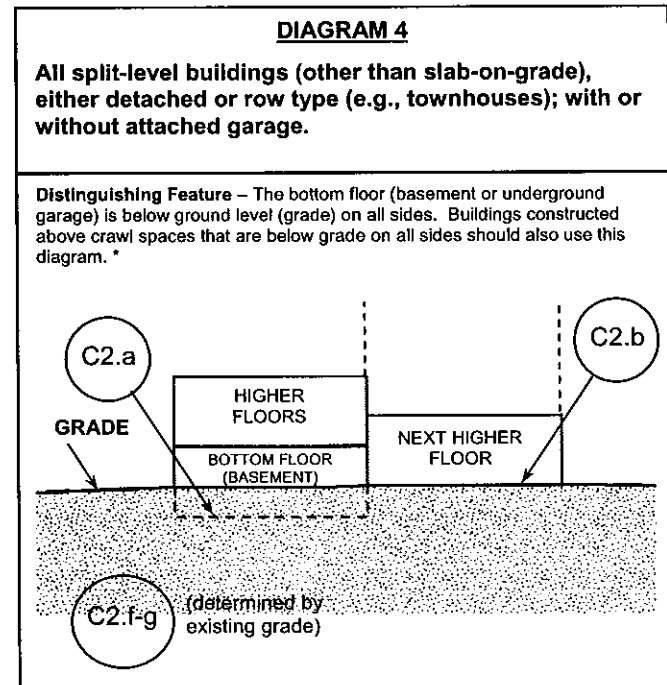 DIAGRAM 4
All split-level buildings (other than slab-on-grade),
either detached or row type (e.g., townhouses); with or
without attached garage.
Distinguishing Feature – The bottom floor (basement or underground
garage) is below ground level (grade) on all sides. Buildings constructed
above crawl spaces that are below grade on all sides should also use this
diagram. *
C2.a
C2.b
HIGHER
FLOORS
GRADE
NEXT HIGHER
FLOOR
BOTTOM FLOOR
(BASEMENT)
C2.f-g
(determined by
existing grade)